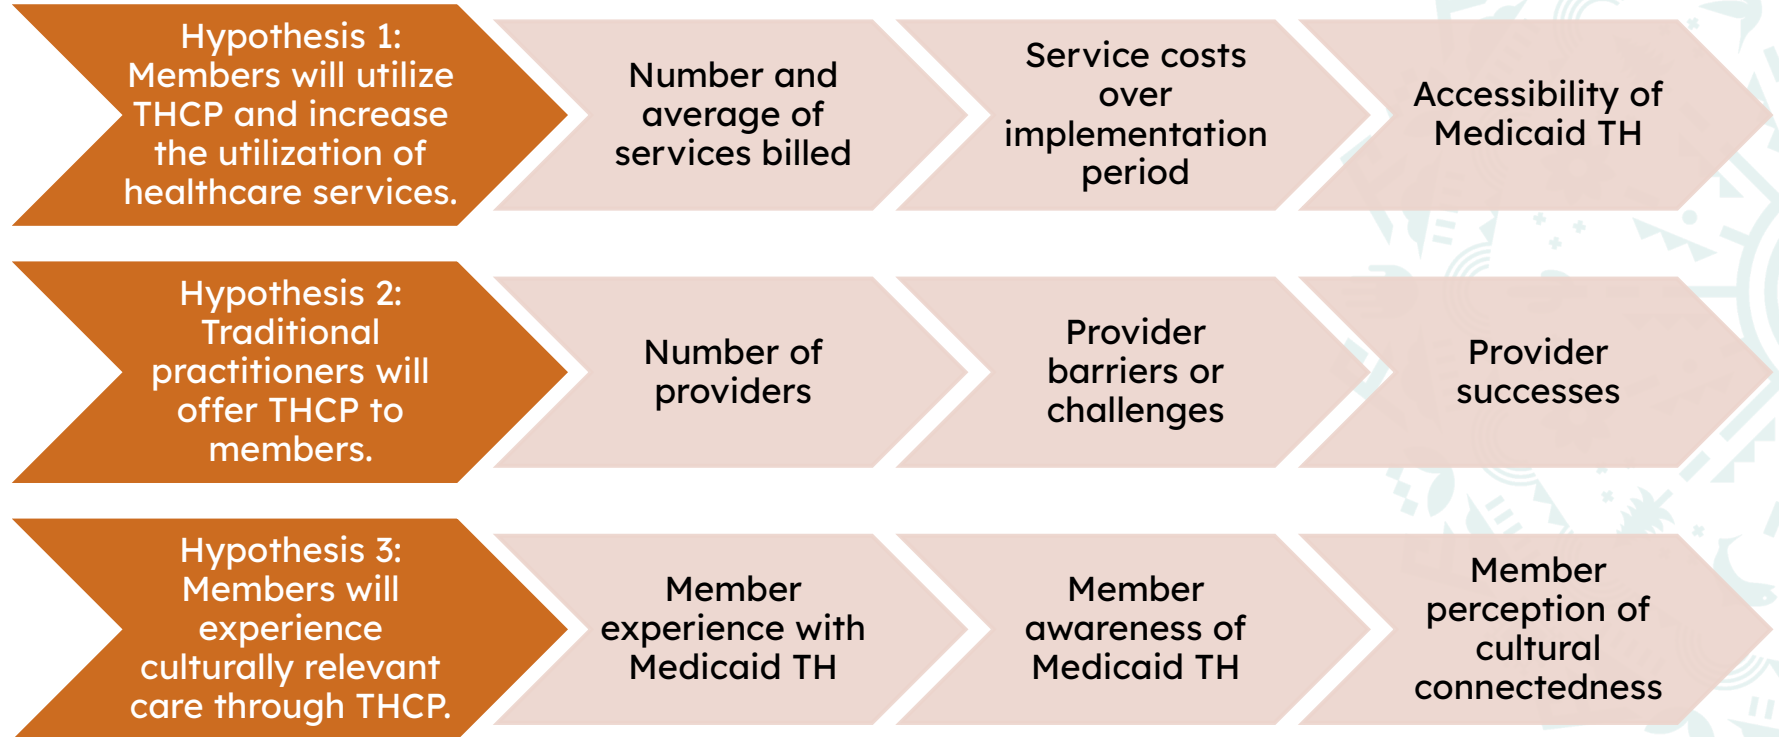 Hypothesis 1:
Members will utilize
THCP and increase
the utilization of
healthcare services.
Number and
average of
services billed
Service costs
over
implementation
period
Accessibility of
Medicaid TH
Hypothesis 2:
Traditional
practitioners will
offer THCP to
members.
Number of
providers
Provider
barriers or
challenges
Provider
successes
Hypothesis 3:
Members will
experience
culturally relevant
care through THCP.
Member
experience with
Medicaid TH
Member
awareness of
Medicaid TH
Member
perception of
cultural
connectedness